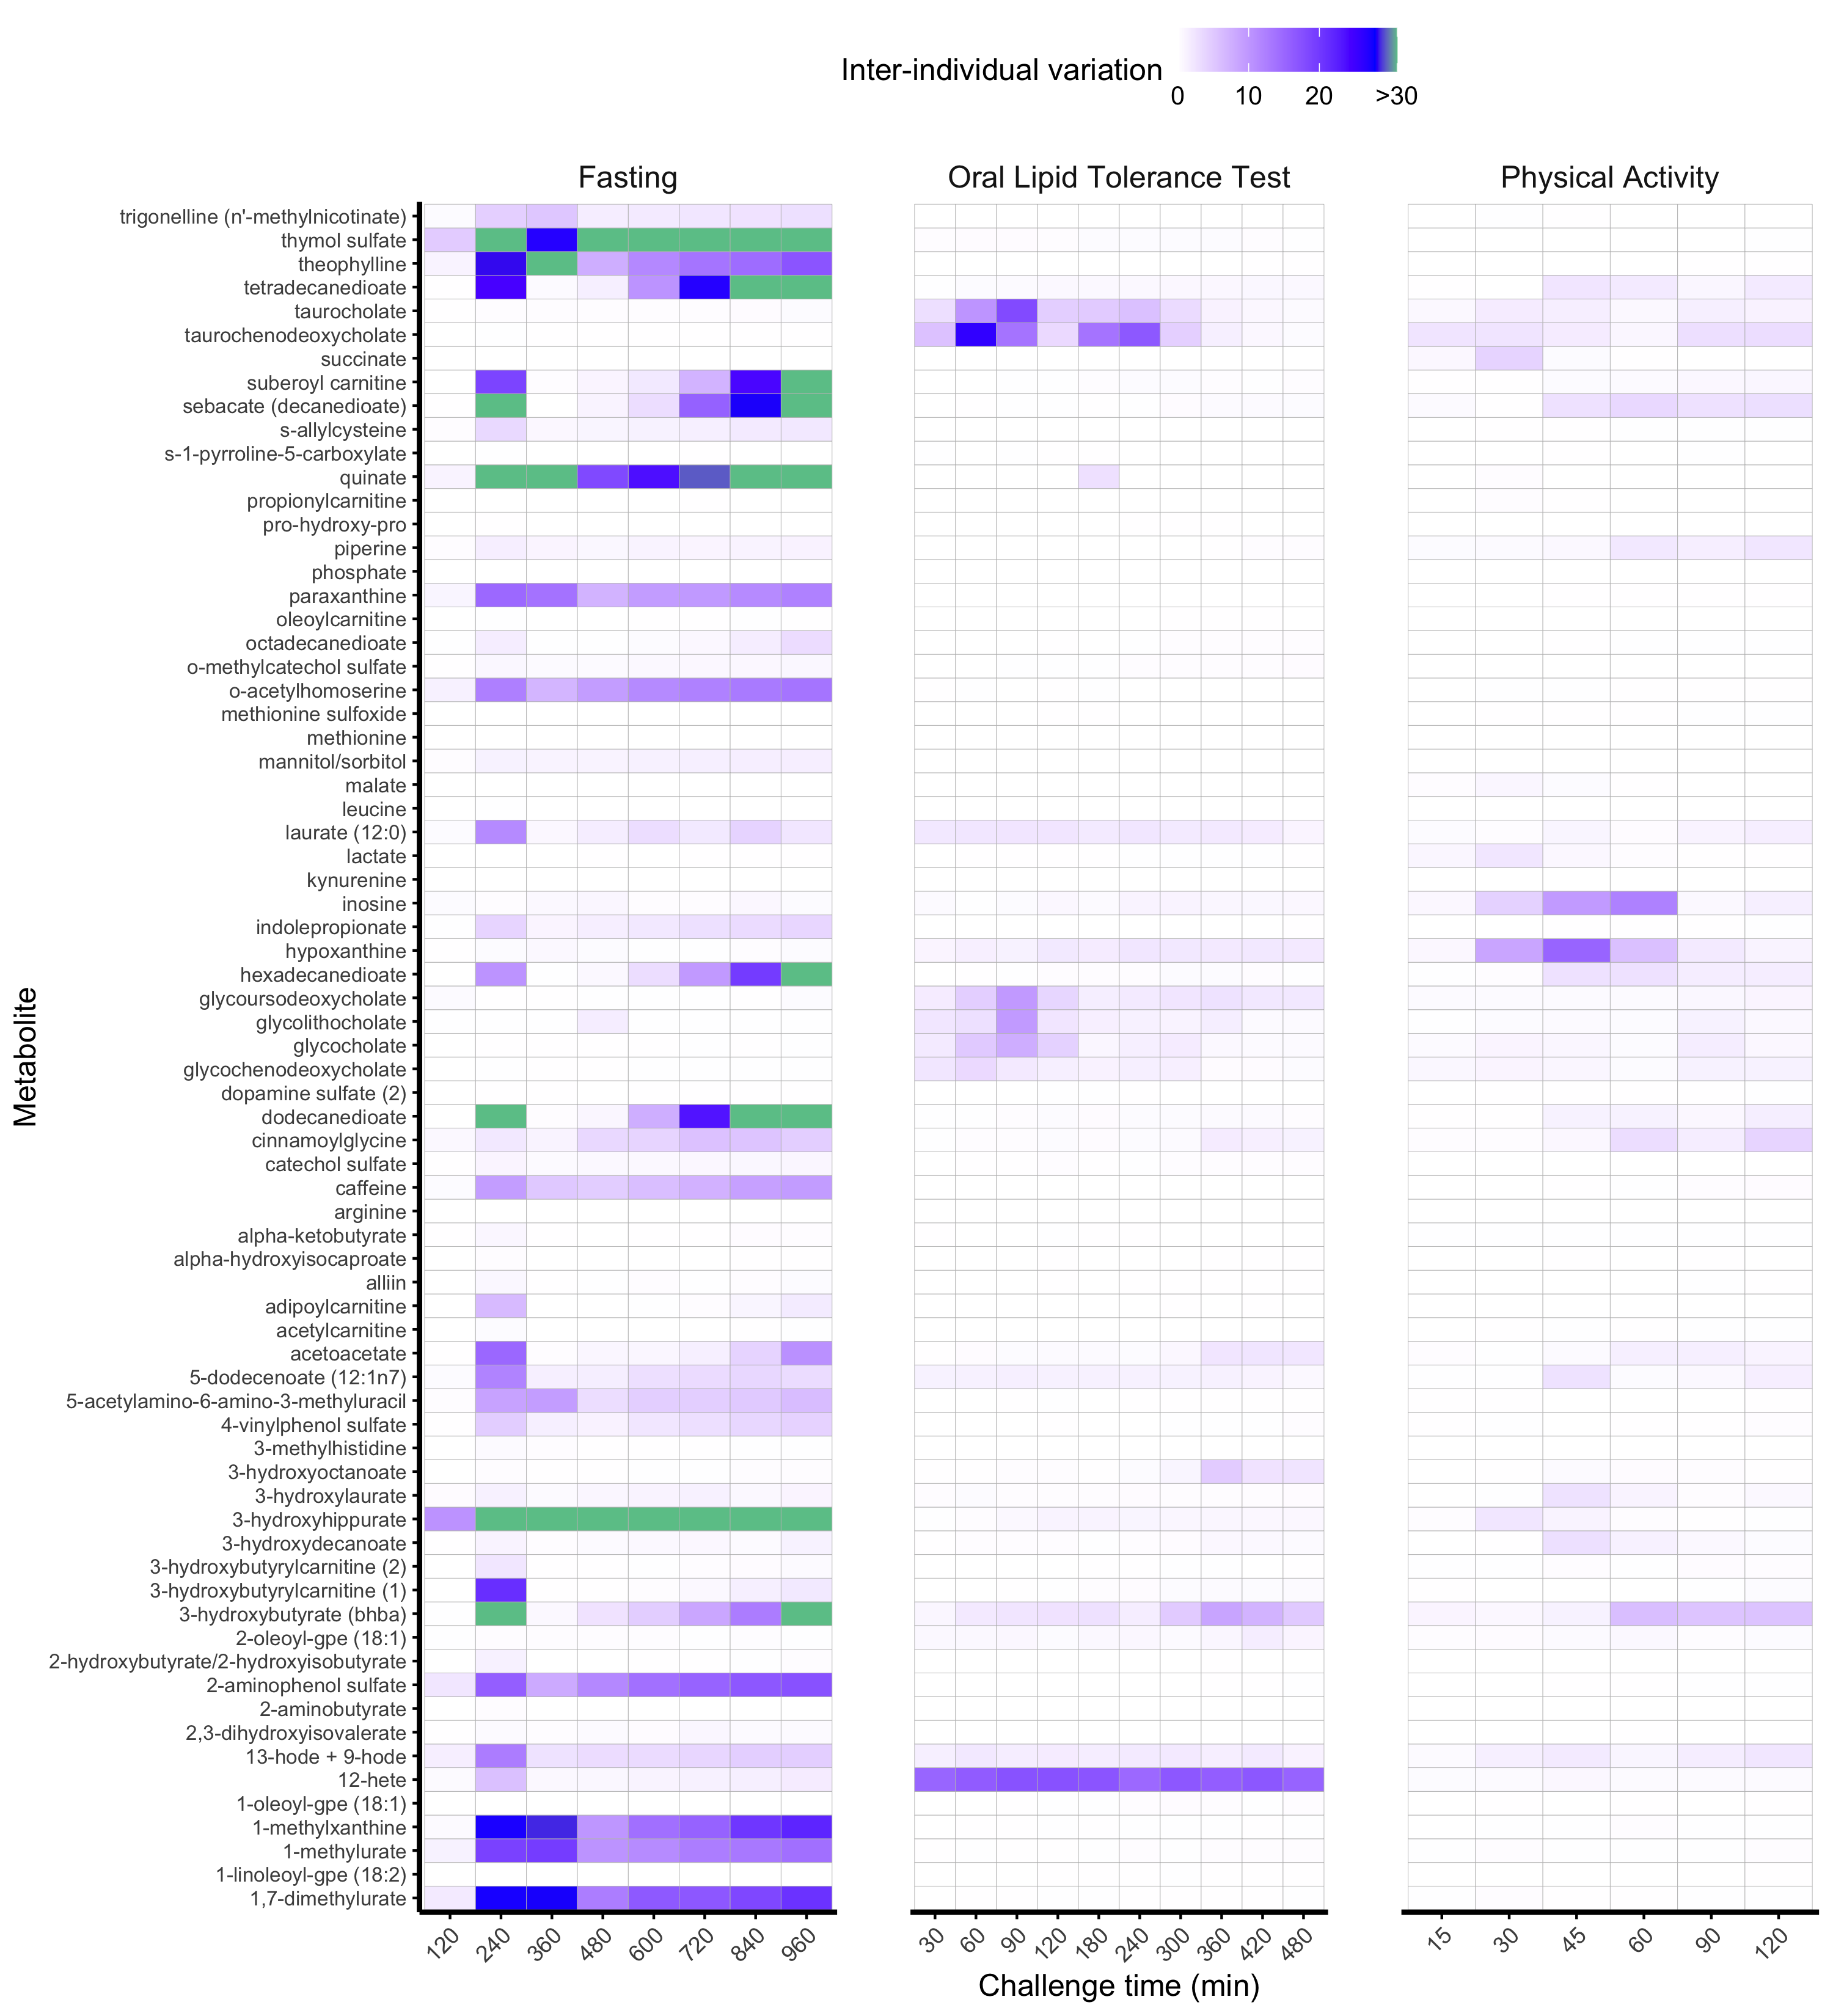 Inter-individual variation
0 10 20 >30
Fasting Oral Lipid Tolerance Test Physical Activity
trigonelline (n'-methylnicotinate)
thymol sulfate
theophylline
tetradecanedioate
taurocholate
taurochenodeoxycholate
succinate
suberoyl carnitine
sebacate (decanedioate)
s-allylcysteine
s-1-pyrroline-5-carboxylate
quinate
propionylcarnitine
pro-hydroxy-pro
piperine
phosphate
paraxanthine
oleoylcarnitine
octadecanedioate
o-methylcatechol sulfate
o-acetylhomoserine
methionine sulfoxide
methionine
mannitol/sorbitol
malate
leucine
laurate (12:0)
lactate
kynurenine
inosine
indolepropionate
hypoxanthine
hexadecanedioate
glycoursodeoxycholate
glycolithocholate
glycocholate
glycochenodeoxycholate
dopamine sulfate (2)
dodecanedioate
cinnamoylglycine
catechol sulfate
caffeine
arginine
alpha-ketobutyrate
alpha-hydroxyisocaproate
alliin
adipoylcarnitine
acetylcarnitine
acetoacetate
5-dodecenoate (12:1n7)
5-acetylamino-6-amino-3-methyluracil
4-vinylphenol sulfate
3-methylhistidine
3-hydroxyoctanoate
3-hydroxylaurate
3-hydroxyhippurate
3-hydroxydecanoate
3-hydroxybutyrylcarnitine (2)
3-hydroxybutyrylcarnitine (1)
3-hydroxybutyrate (bhba)
2-oleoyl-gpe (18:1)
2-hydroxybutyrate/2-hydroxyisobutyrate
2-aminophenol sulfate
2-aminobutyrate
2,3-dihydroxyisovalerate
13-hode + 9-hode
12-hete
1-oleoyl-gpe (18:1)
1-methylxanthine
1-methylurate
1-linoleoyl-gpe (18:2)
1,7-dimethylurate
Metabolite
120 240 360 480 600 720 840 960 30 60 90 120 180 240 300 360 420 480 15 30 45 60 90 120
Challenge time (min)